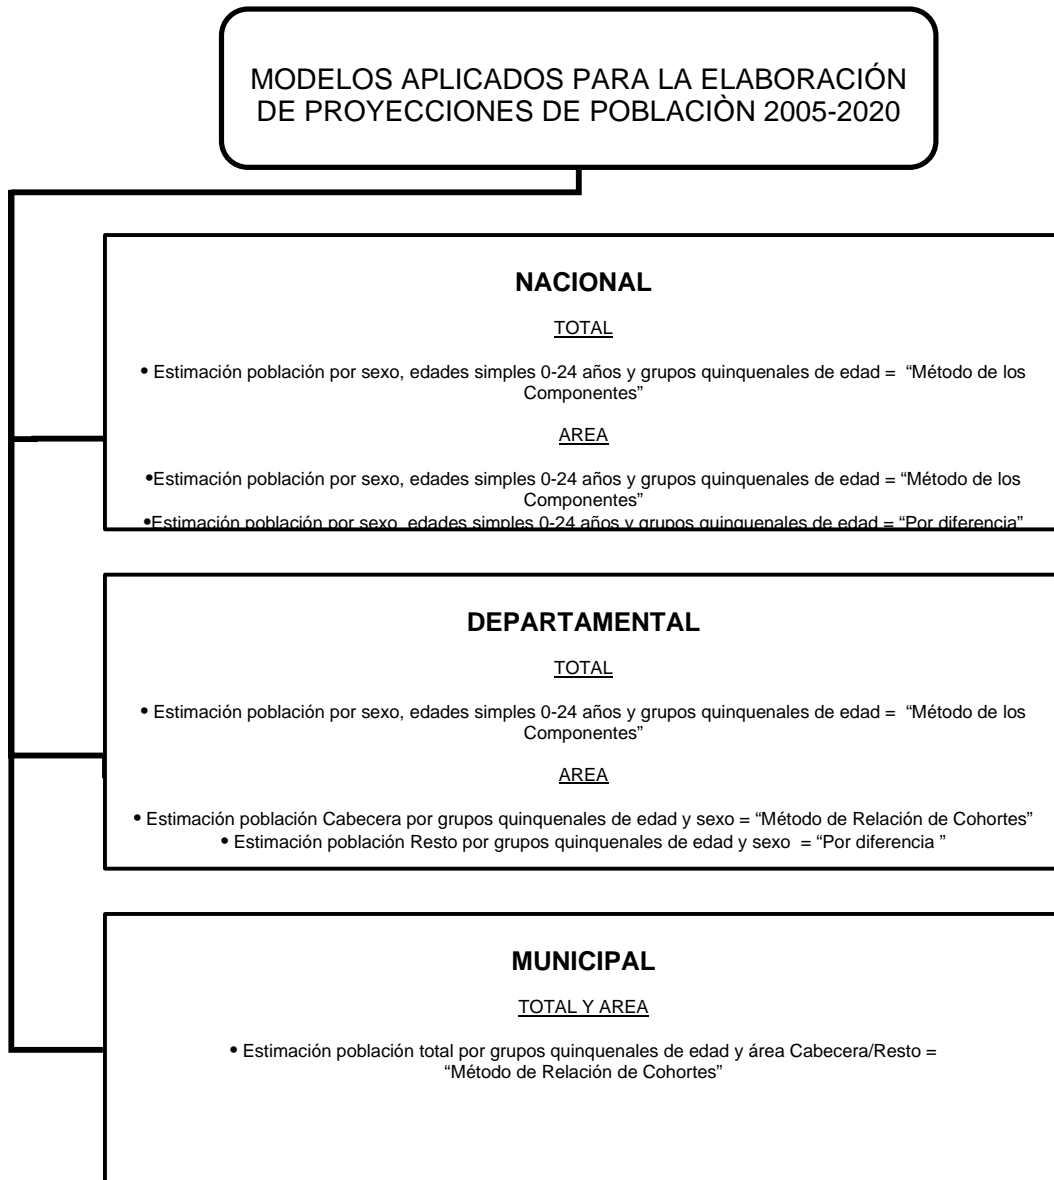 MODELOS APLICADOS PARA LA ELABORACIÓN
DE PROYECCIONES DE POBLACIÒN 2005-2020
NACIONAL
TOTAL
• Estimación población por sexo, edades simples 0-24 años y grupos quinquenales de edad = “Método de los
Componentes”
AREA
•Estimación población por sexo, edades simples 0-24 años y grupos quinquenales de edad = “Método de los
Componentes”
•Estimación población por sexo, edades simples 0-24 años y grupos quinquenales de edad = “Por diferencia”
DEPARTAMENTAL
TOTAL
• Estimación población por sexo, edades simples 0-24 años y grupos quinquenales de edad = “Método de los
Componentes”
AREA
• Estimación población Cabecera por grupos quinquenales de edad y sexo = “Método de Relación de Cohortes”
• Estimación población Resto por grupos quinquenales de edad y sexo = “Por diferencia ”
MUNICIPAL
TOTAL Y AREA
• Estimación población total por grupos quinquenales de edad y área Cabecera/Resto =
“Método de Relación de Cohortes”